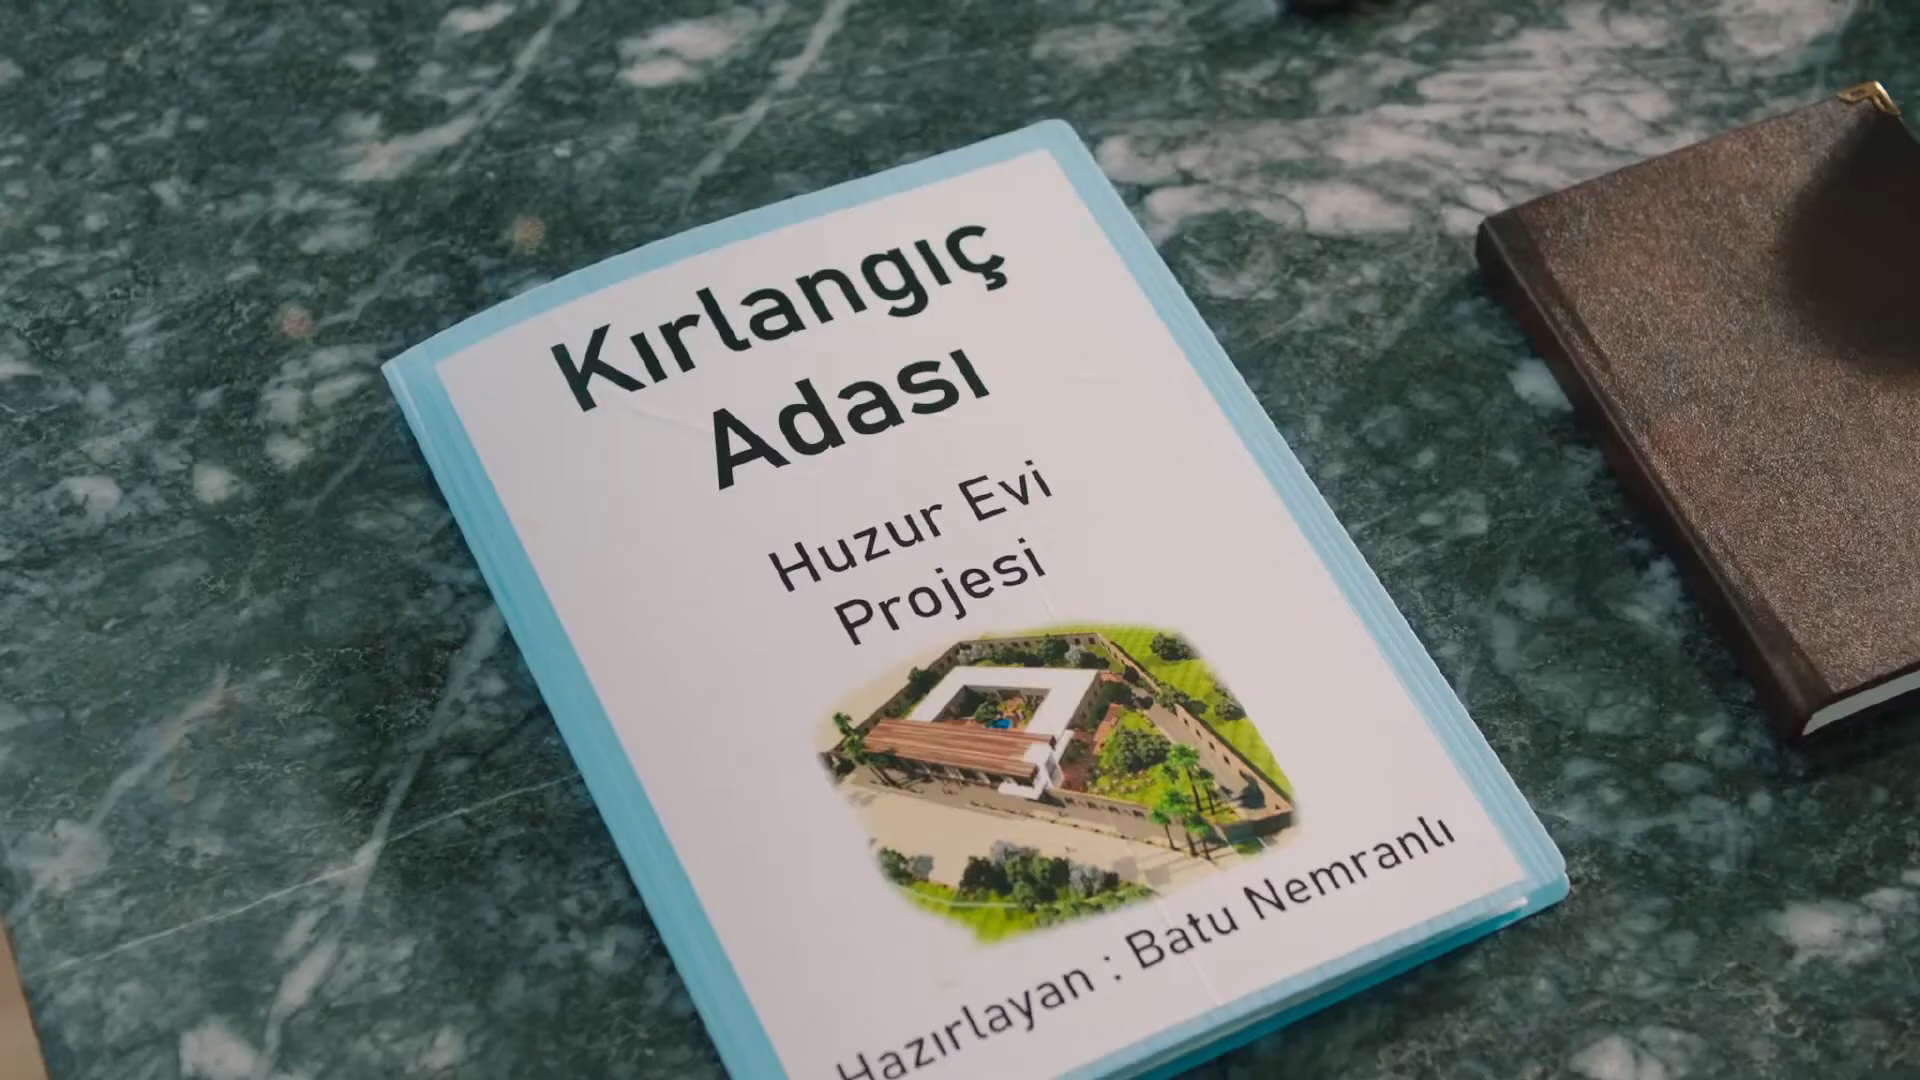 Kırlangıç
Adası
Huzur Evi
Projesi
Hazırlayan : Batu Nemranlı